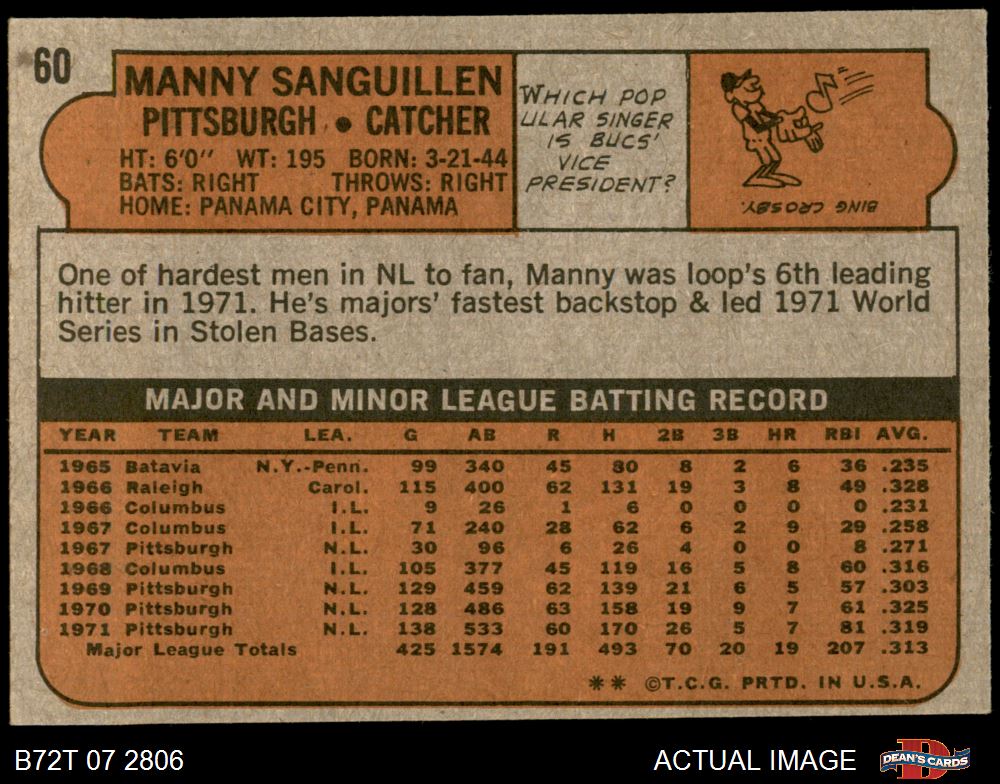 60
MANNY SANGUILLEN
PITTSBURGH • CATCHER
HT: 6'0" WT: 195 BORN: 3-21-44
BATS: RIGHT THROWS: RIGHT
HOME: PANAMA CITY, PANAMA
WHICH POP
ULAR SINGER
IS BUCS'
VICE
PRESIDENT?
BING CROSBY.
One of hardest men in NL to fan, Manny was loop's 6th leading
hitter in 1971. He's majors' fastest backstop & led 1971 World
Series in Stolen Bases.
MAJOR AND MINOR LEAGUE BATTING RECORD
YEAR TEAM LEA. G AB R H 2B 3B HR RBI AVG.
1965 Batavia N.Y.-Penn. 99 340 45 80 8 2 6 36 .235
1966 Raleigh Carol. 115 400 62 131 19 3 8 49 .328
1966 Columbus I.L. 9 26 1 6 0 0 0 0 .231
1967 Columbus I.L. 71 240 28 62 6 2 9 29 .258
1967 Pittsburgh N.L. 30 96 6 26 4 0 0 8 .271
1968 Columbus I.L. 105 377 45 119 16 5 8 60 .316
1969 Pittsburgh N.L. 129 459 62 139 21 6 5 57 .303
1970 Pittsburgh N.L. 128 486 63 158 19 9 7 61 .325
1971 Pittsburgh N.L. 138 533 60 170 26 5 7 81 .319
Major League Totals 425 1574 191 493 70 20 19 207 .313
** ©T.C.G. PRTD. IN U.S.A.
B72T 07 2806 ACTUAL IMAGE DEAN'S CARDS